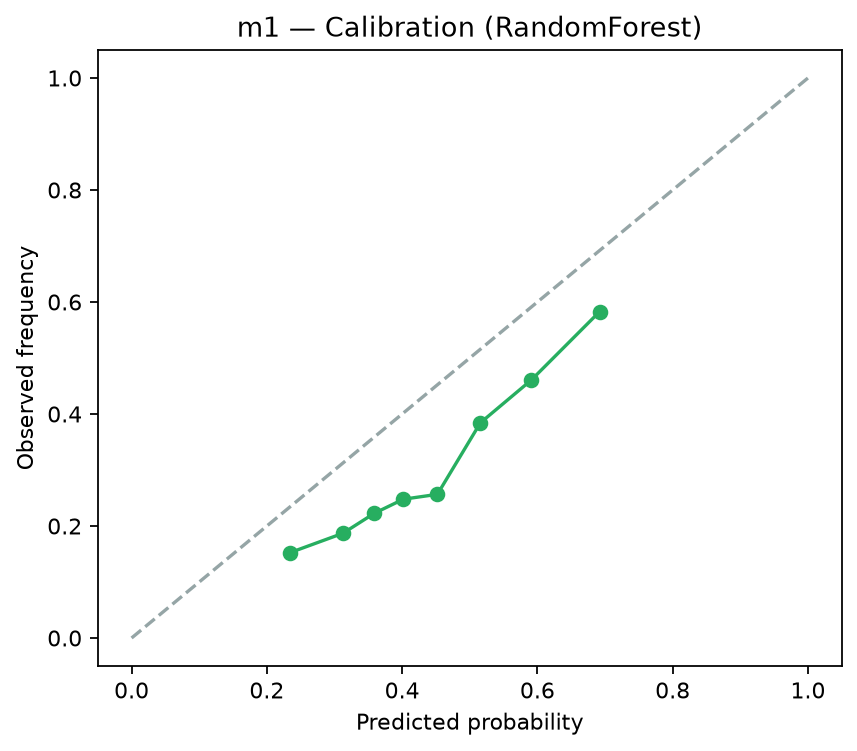 m1 — Calibration (RandomForest)
1.0
0.8
0.6
0.4
0.2
0.0
Observed frequency
0.0 0.2 0.4 0.6 0.8 1.0
Predicted probability